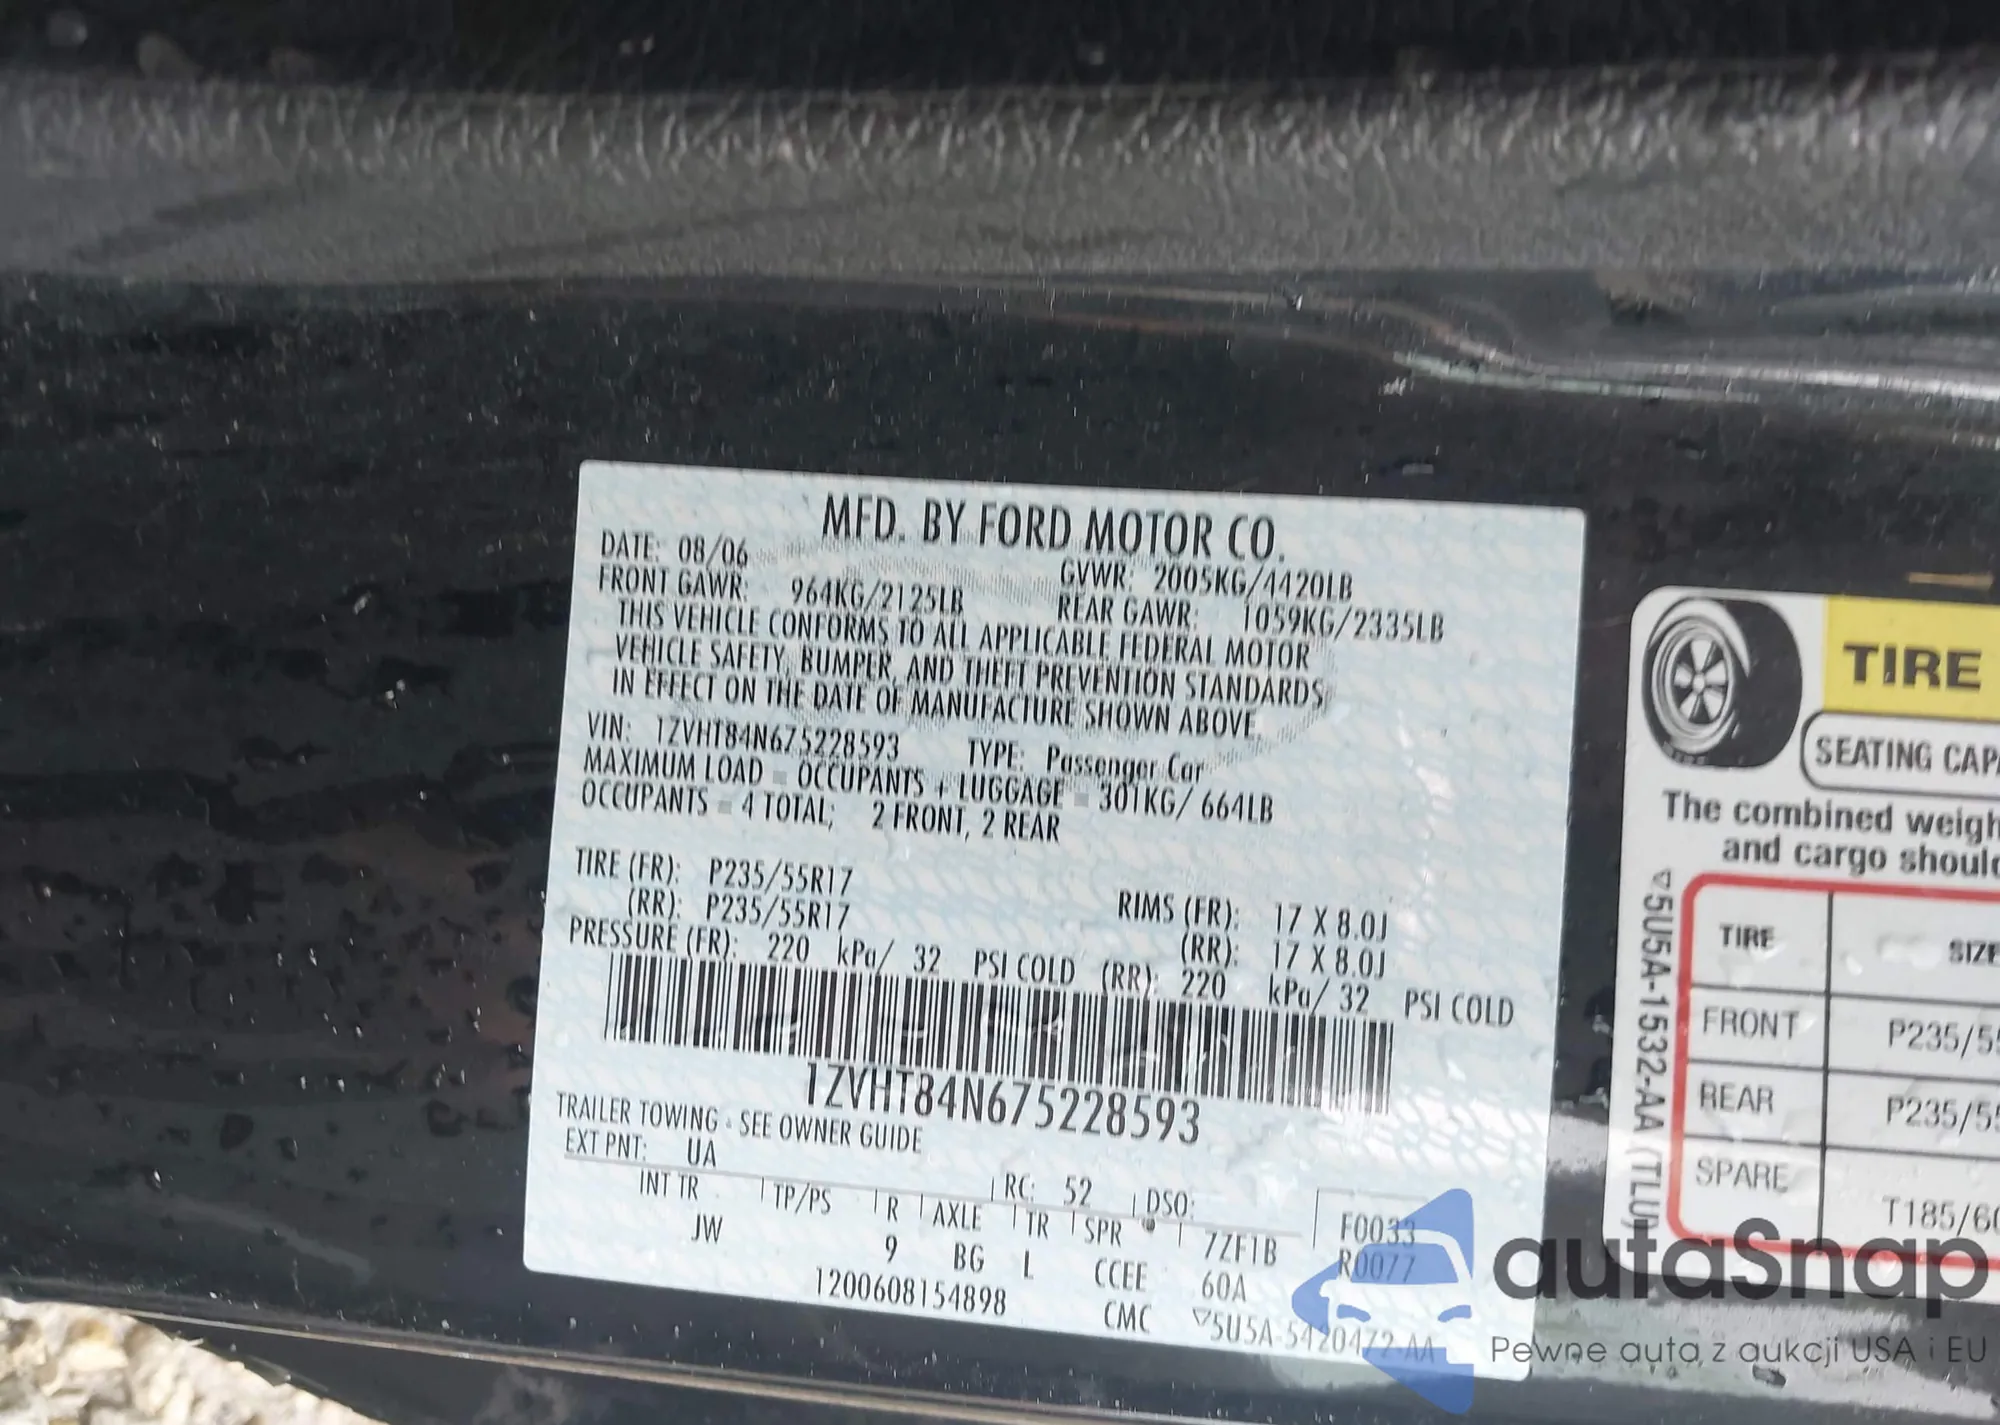 MFD. BY FORD MOTOR CO.
DATE: 08/06
GVWR: 2005KG/4420LB
FRONT GAWR: 964KG/2125LB
REAR GAWR: 1059KG/2335LB
THIS VEHICLE CONFORMS TO ALL APPLICABLE FEDERAL MOTOR
VEHICLE SAFETY, BUMPER, AND THEFT PREVENTION STANDARDS
IN EFFECT ON THE DATE OF MANUFACTURE SHOWN ABOVE.
VIN: 1ZVHT84N675228593 TYPE: Passenger Car
MAXIMUM LOAD = OCCUPANTS + LUGGAGE = 301KG/ 664LB
OCCUPANTS = 4 TOTAL; 2 FRONT, 2 REAR
TIRE (FR): P235/55R17 RIMS (FR): 17 X 8.0J
(RR): P235/55R17 (RR): 17 X 8.0J
PRESSURE (FR): 220 kPa/ 32 PSI COLD (RR): 220 kPa/ 32 PSI COLD
1ZVHT84N675228593
TRAILER TOWING - SEE OWNER GUIDE
EXT PNT: UA RC: 52 DSO: F0033
INT TR TP/PS R AXLE TR SPR 7ZF1B R0077
JW 9 BG L CCEE 60A
1200608154898 CMC ▽5U5A-5420472-AA
TIRE
SEATING CAPA
The combined weigh
and cargo shoul
▽5U5A-1532-AA (TLU)
TIRE SIZE
FRONT P235/55
REAR P235/55
SPARE T185/60
autaSnap
Pewne auta z aukcji USA i EU